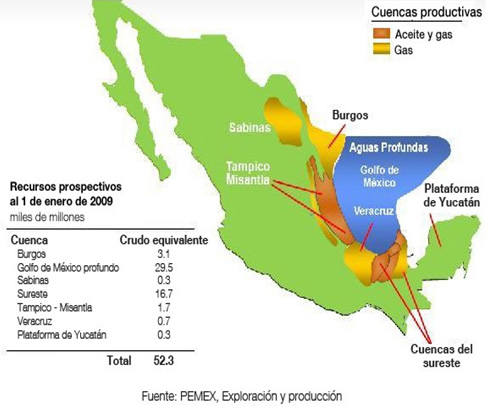 Cuencas productivas
Aceite y gas
Gas
Burgos
Sabinas
Aguas Profundas
Tampico
Misantla
Golfo de
México
Plataforma
de Yucatán
Veracruz
Recursos prospectivos
al 1 de enero de 2009
miles de millones
Cuenca Crudo equivalente
Burgos 3.1
Golfo de México profundo 29.5
Sabinas 0.3
Sureste 16.7
Tampico - Misantla 1.7
Veracruz 0.7
Plataforma de Yucatán 0.3
Total 52.3
Cuencas del
sureste
Fuente: PEMEX, Exploración y producción